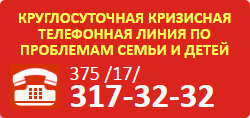 КРУГЛОСУТОЧНАЯ КРИЗИСНАЯ
ТЕЛЕФОННАЯ ЛИНИЯ ПО
ПРОБЛЕМАМ СЕМЬИ И ДЕТЕЙ
375 /17/
317-32-32